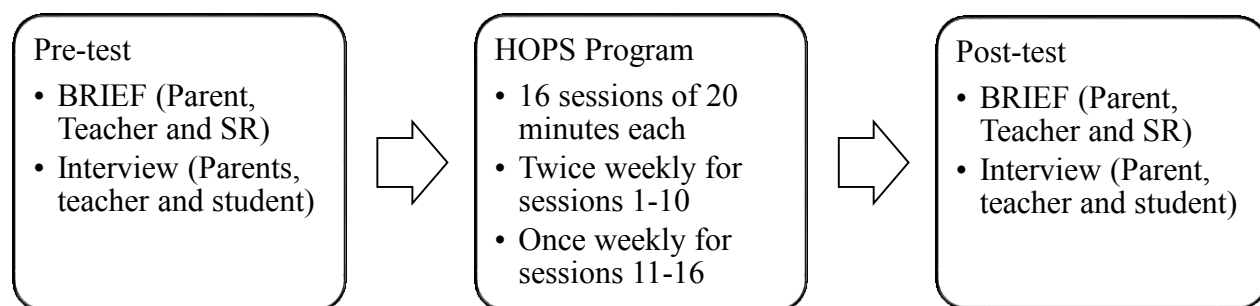 Pre-test
• BRIEF (Parent,
Teacher and SR)
• Interview (Parents,
teacher and student)
HOPS Program
• 16 sessions of 20
minutes each
• Twice weekly for
sessions 1-10
• Once weekly for
sessions 11-16
Post-test
• BRIEF (Parent,
Teacher and SR)
• Interview (Parent,
teacher and student)